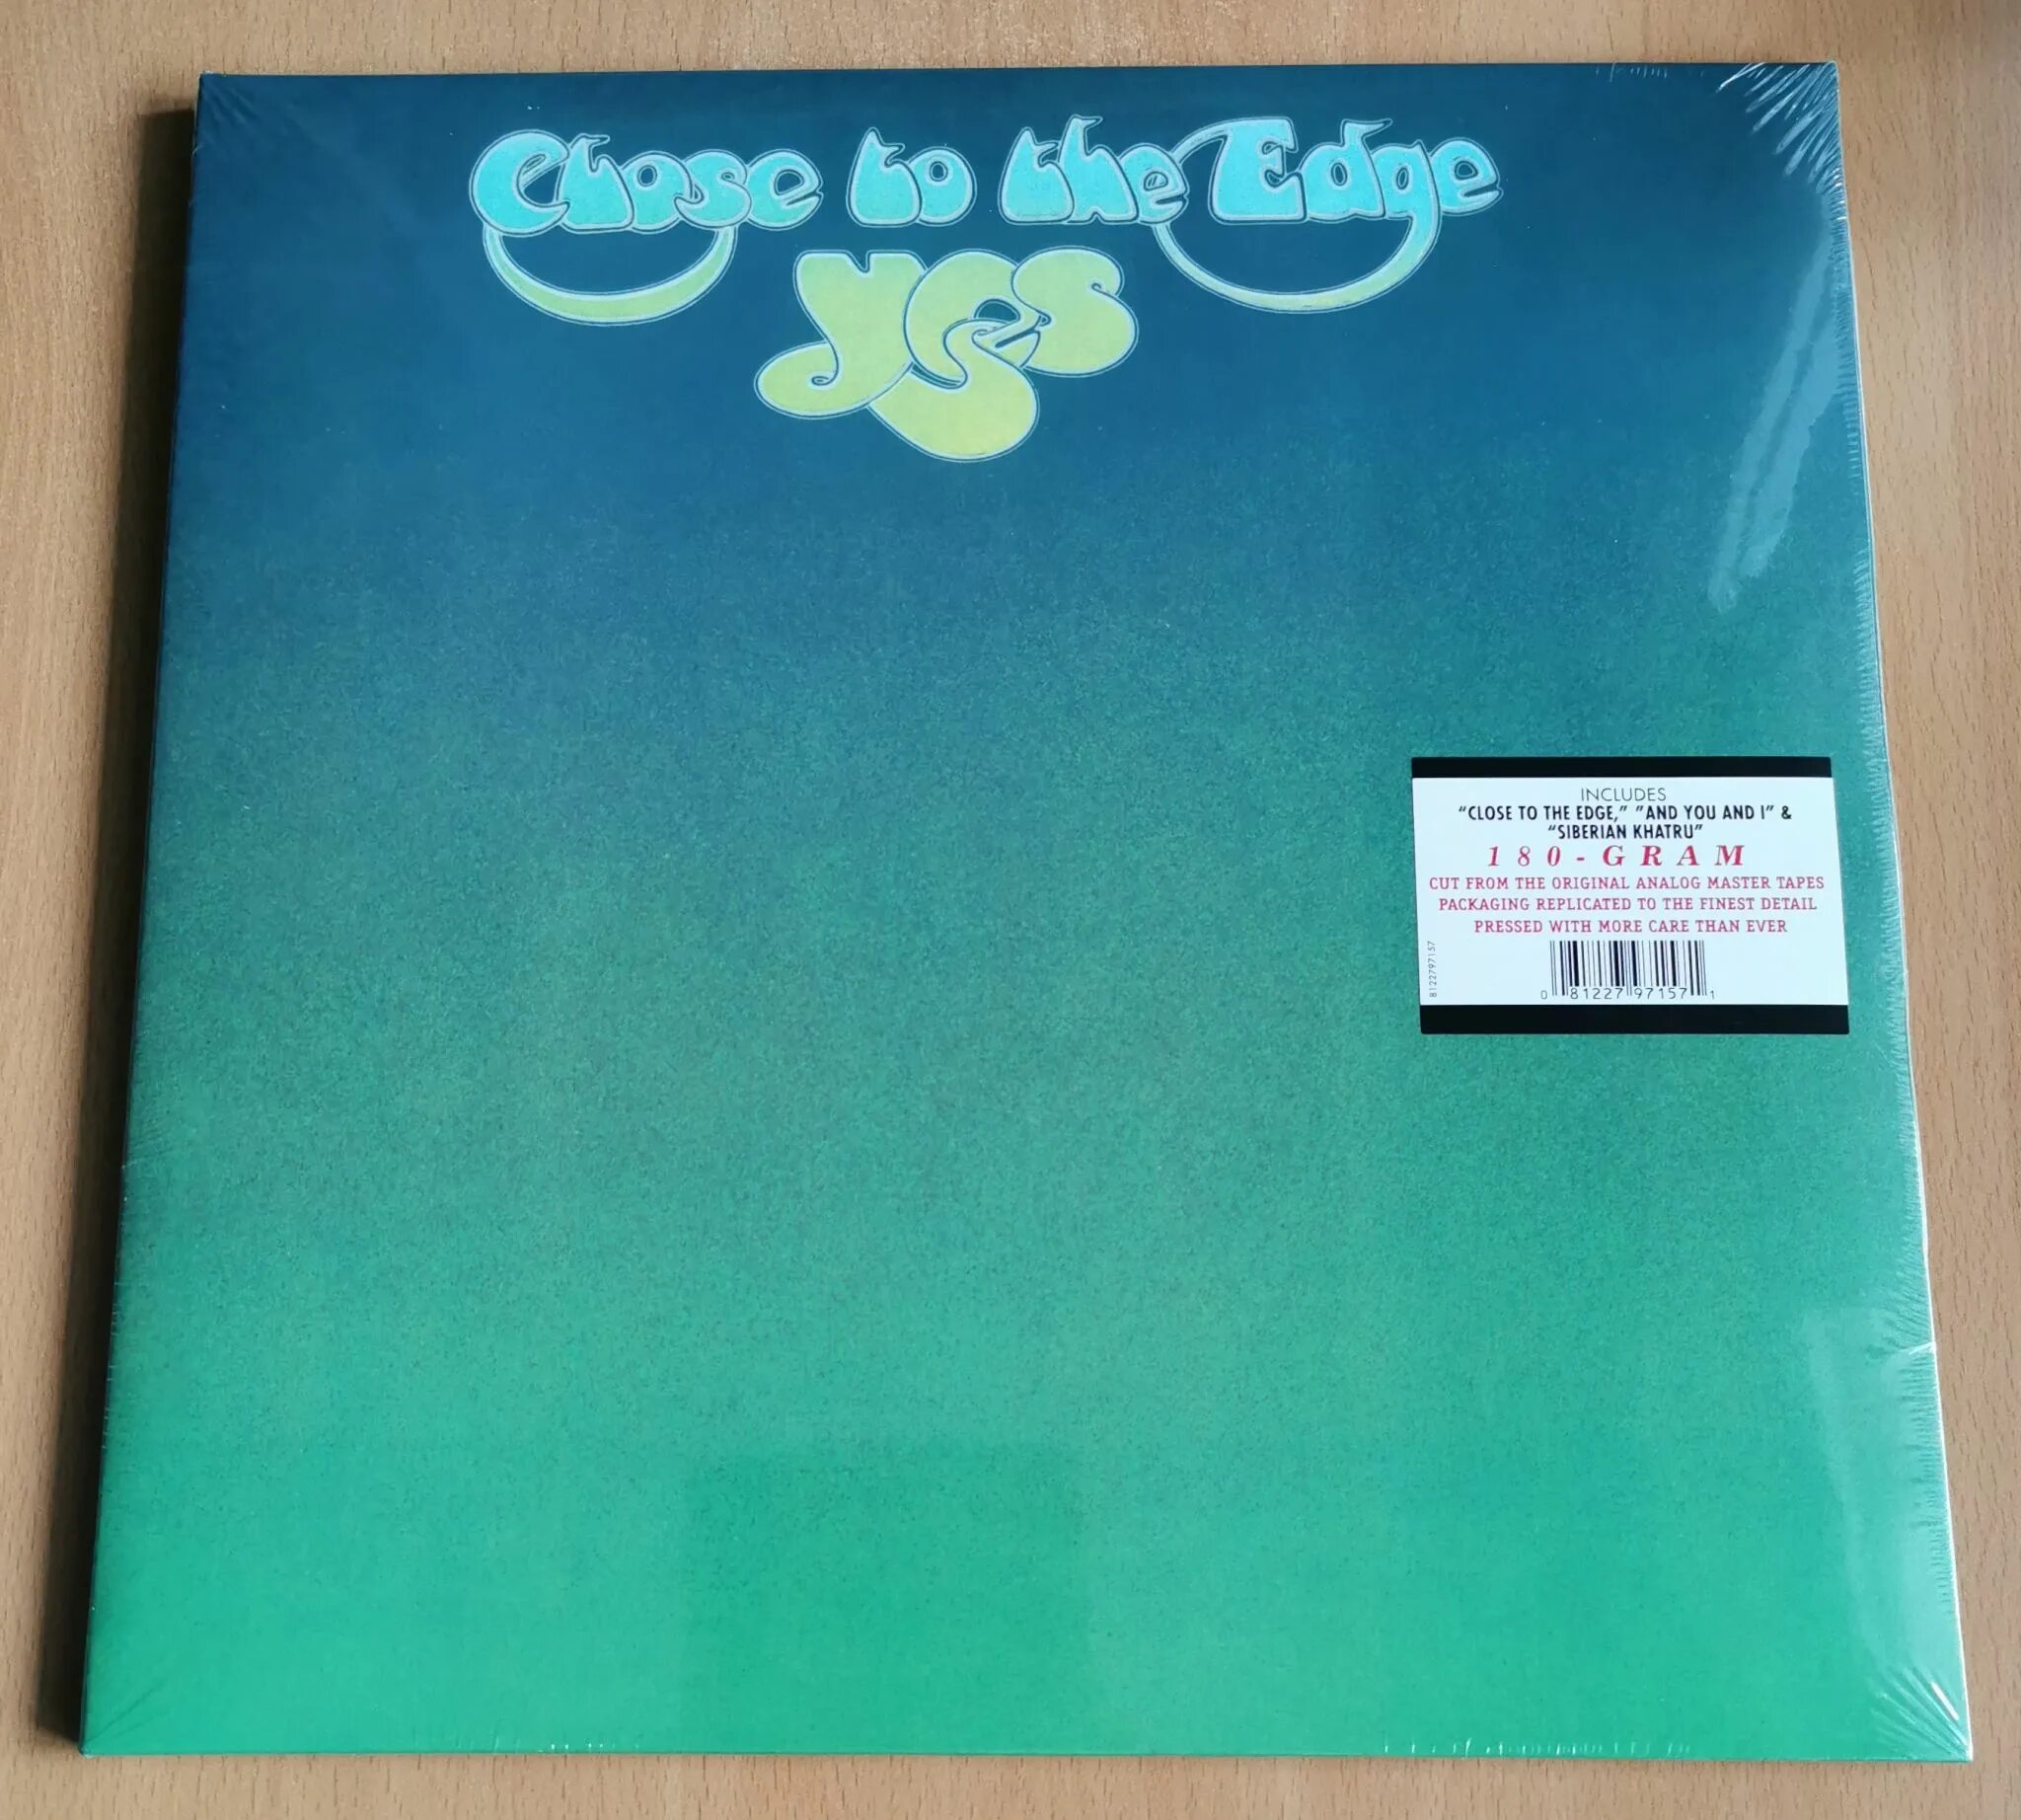 Close to the Edge
yes
INCLUDES
“CLOSE TO THE EDGE,” “AND YOU AND I” &
“SIBERIAN KHATRU”
180-GRAM
CUT FROM THE ORIGINAL ANALOG MASTER TAPES
PACKAGING REPLICATED TO THE FINEST DETAIL
PRESSED WITH MORE CARE THAN EVER
8122797157
0 81227 97157 1